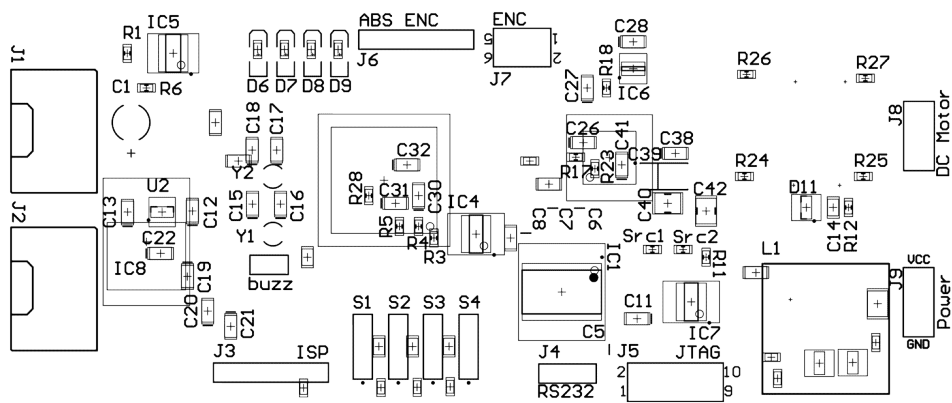 J1
R1
IC5
C1
R6
ABS ENC
J6
D6
D7
D8
D9
ENC
5
1
6
2
J7
C28
R18
IC6
C27
R26
R27
J8
DC Motor
C18
C17
Y2
C32
C26
C41
C38
C39
R17
R23
R24
R25
J2
U2
C13
C12
C15
C16
R28
C31
C30
IC4
C40
C42
D11
C14
R12
C22
IC8
Y1
R5
R4
R3
C8
C7
C6
Src1
Src2
R11
L1
C19
C20
C21
buzz
IC1
C5
C11
IC7
J9
VCC
Power
GND
S1
S2
S3
S4
J3
ISP
J4
RS232
J5
JTAG
2
10
1
9